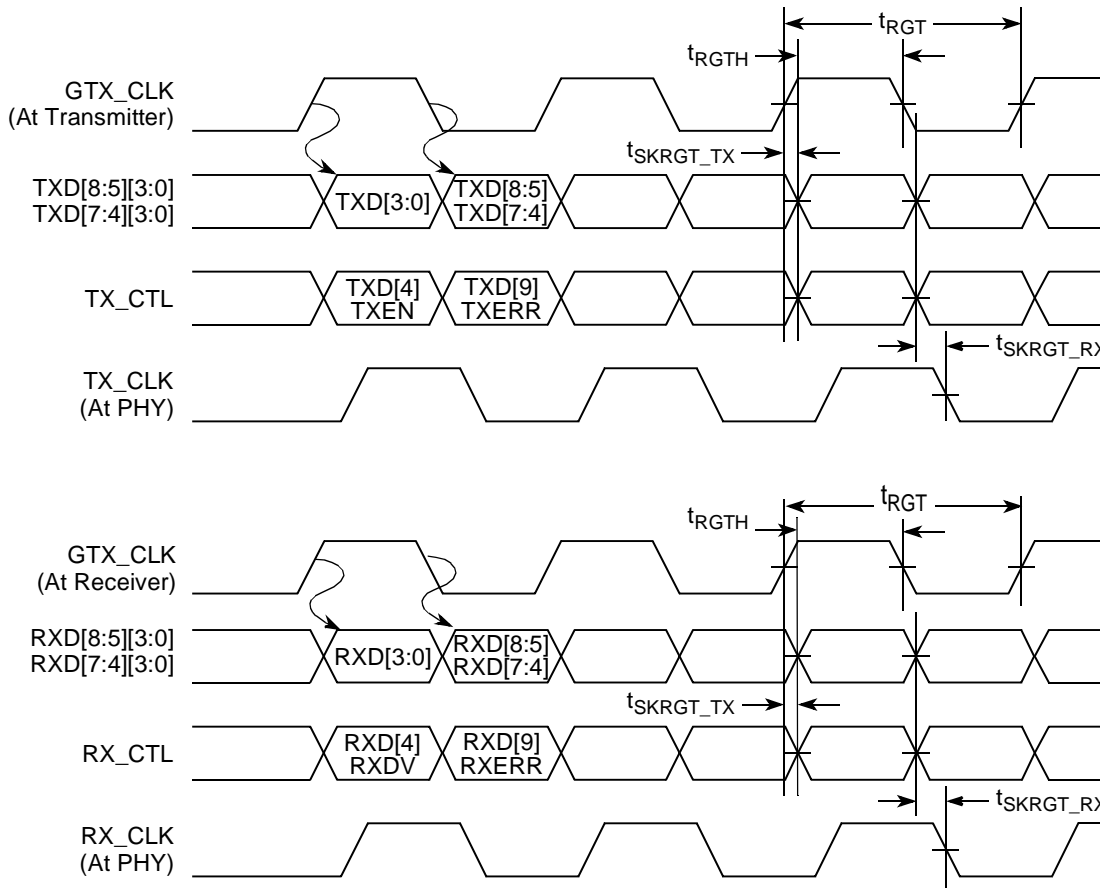 tRGT
tRGTH
GTX_CLK
(At Transmitter)
tSKRGT_TX
TXD[8:5][3:0]
TXD[7:4][3:0]
TXD[3:0]
TXD[8:5]
TXD[7:4]
TX_CTL
TXD[4]
TXEN
TXD[9]
TXERR
tSKRGT_RX
TX_CLK
(At PHY)
tRGT
tRGTH
GTX_CLK
(At Receiver)
RXD[8:5][3:0]
RXD[7:4][3:0]
RXD[3:0]
RXD[8:5]
RXD[7:4]
tSKRGT_TX
RX_CTL
RXD[4]
RXDV
RXD[9]
RXERR
tSKRGT_RX
RX_CLK
(At PHY)